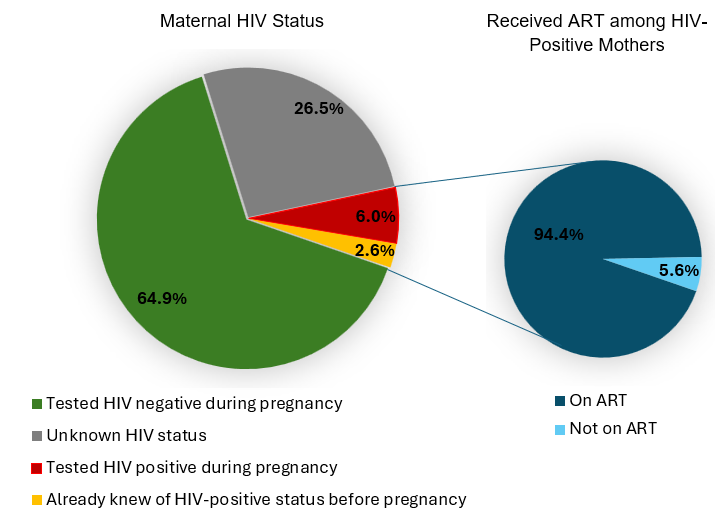 Maternal HIV Status
26.5%
6.0%
2.6%
64.9%
Tested HIV negative during pregnancy
Unknown HIV status
Tested HIV positive during pregnancy
Already knew of HIV-positive status before pregnancy
Received ART among HIV-
Positive Mothers
94.4%
5.6%
On ART
Not on ART